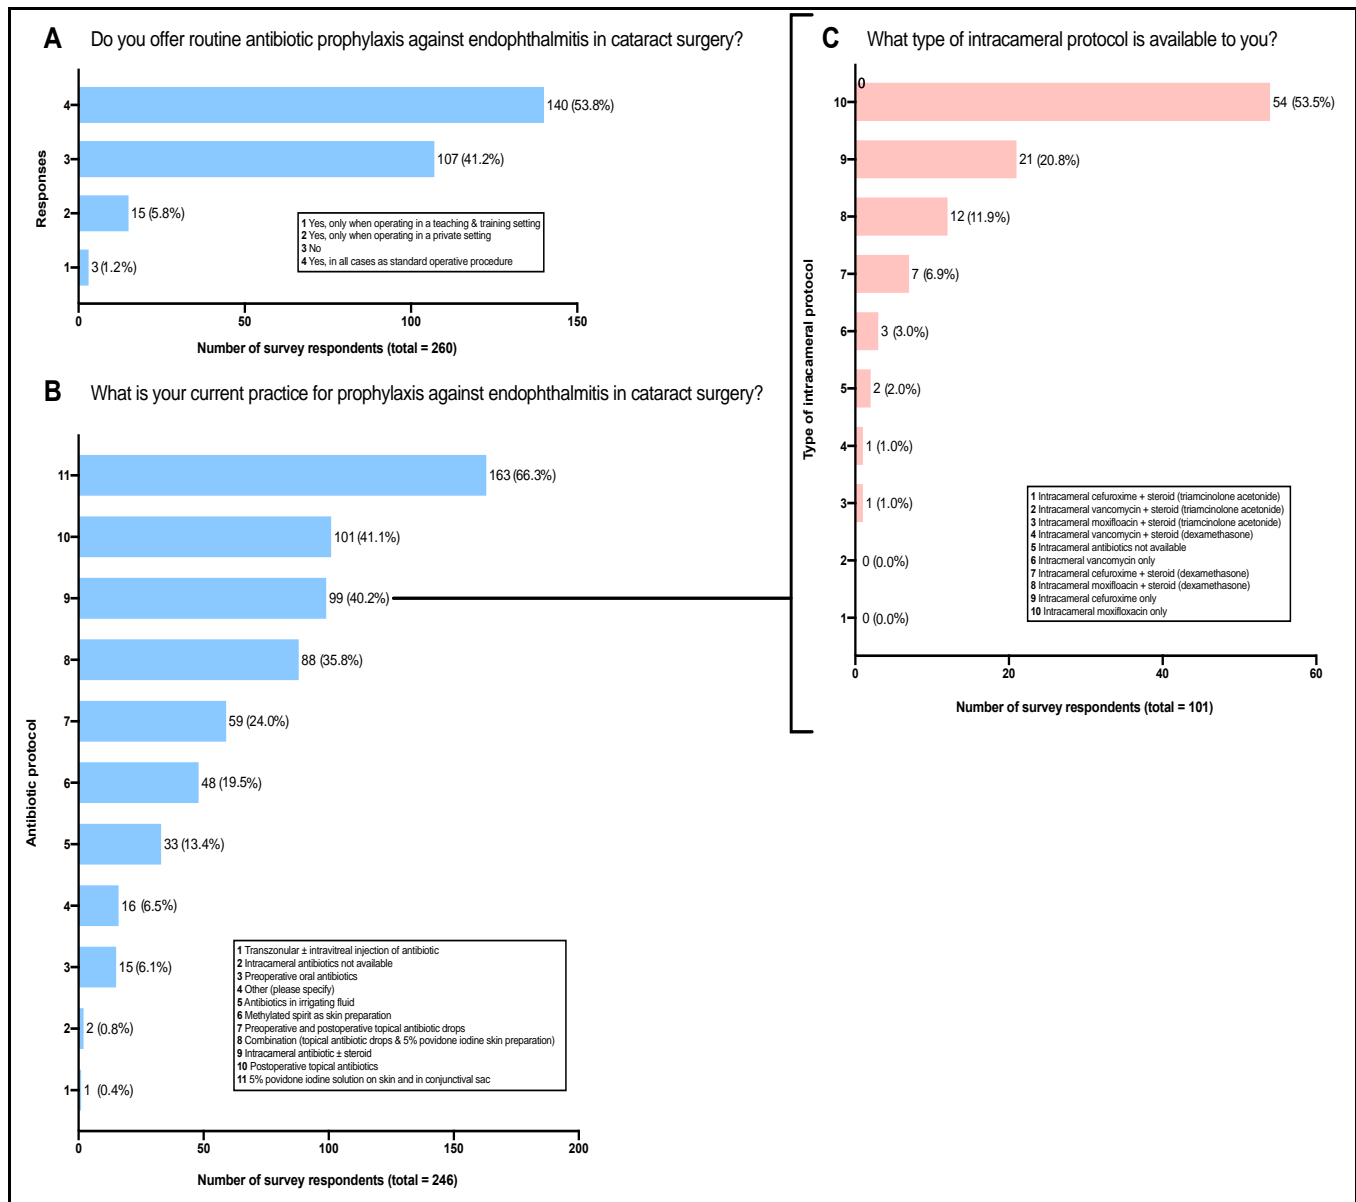 A Do you offer routine antibiotic prophylaxis against endophthalmitis in cataract surgery?
Responses
4 140 (53.8%)
3 107 (41.2%)
2 15 (5.8%)
1 3 (1.2%)
1 Yes, only when operating in a teaching & training setting
2 Yes, only when operating in a private setting
3 No
4 Yes, in all cases as standard operative procedure
0 50 100 150
Number of survey respondents (total = 260)
B What is your current practice for prophylaxis against endophthalmitis in cataract surgery?
Antibiotic protocol
11 163 (66.3%)
10 101 (41.1%)
9 99 (40.2%)
8 88 (35.8%)
7 59 (24.0%)
6 48 (19.5%)
5 33 (13.4%)
4 16 (6.5%)
3 15 (6.1%)
2 2 (0.8%)
1 1 (0.4%)
1 Transzonular ± intravitreal injection of antibiotic
2 Intracameral antibiotics not available
3 Preoperative oral antibiotics
4 Other (please specify)
5 Antibiotics in irrigating fluid
6 Methylated spirit as skin preparation
7 Preoperative and postoperative topical antibiotic drops
8 Combination (topical antibiotic drops & 5% povidone iodine skin preparation)
9 Intracameral antibiotic ± steroid
10 Postoperative topical antibiotics
11 5% povidone iodine solution on skin and in conjunctival sac
0 50 100 150 200
Number of survey respondents (total = 246)
C What type of intracameral protocol is available to you?
Type of intracameral protocol
0
10 54 (53.5%)
9 21 (20.8%)
8 12 (11.9%)
7 7 (6.9%)
6 3 (3.0%)
5 2 (2.0%)
4 1 (1.0%)
3 1 (1.0%)
2 0 (0.0%)
1 0 (0.0%)
1 Intracameral cefuroxime + steroid (triamcinolone acetonide)
2 Intracameral vancomycin + steroid (triamcinolone acetonide)
3 Intracameral moxifloacin + steroid (triamcinolone acetonide)
4 Intracameral vancomycin + steroid (dexamethasone)
5 Intracameral antibiotics not available
6 Intracmeral vancomycin only
7 Intracameral cefuroxime + steroid (dexamethasone)
8 Intracameral moxifloacin + steroid (dexamethasone)
9 Intracameral cefuroxime only
10 Intracameral moxifloxacin only
0 20 40 60
Number of survey respondents (total = 101)